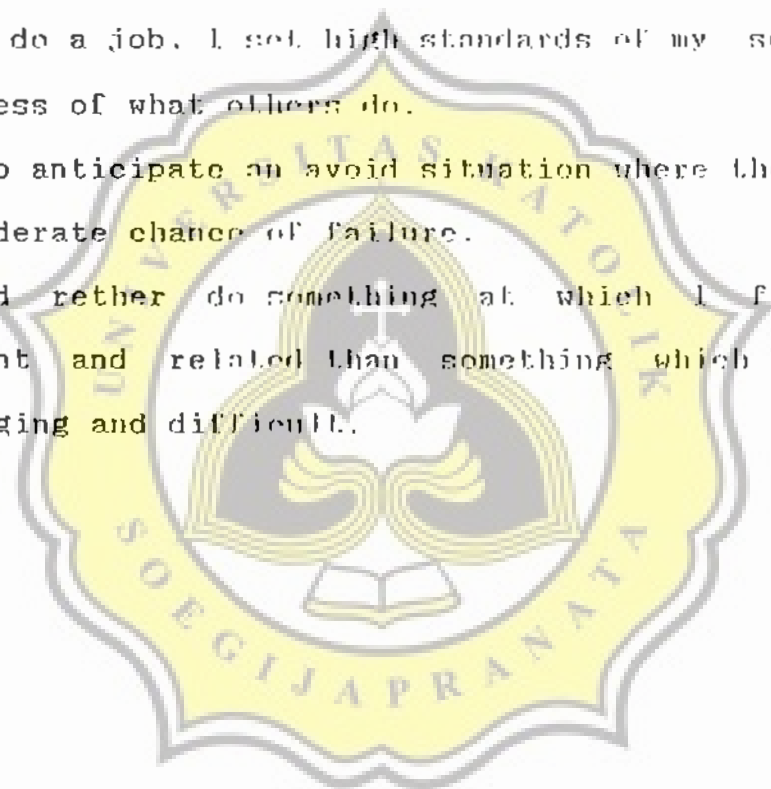 do a job. I set high standards of my s
ess of what others do.
o anticipate an avoid situation where th
derate chance of failure.
d rether do something at which I f
nt and related than something which
ging and difficult.
UNIVERSITAS KATOLIK
SOEGIJAPRANATA